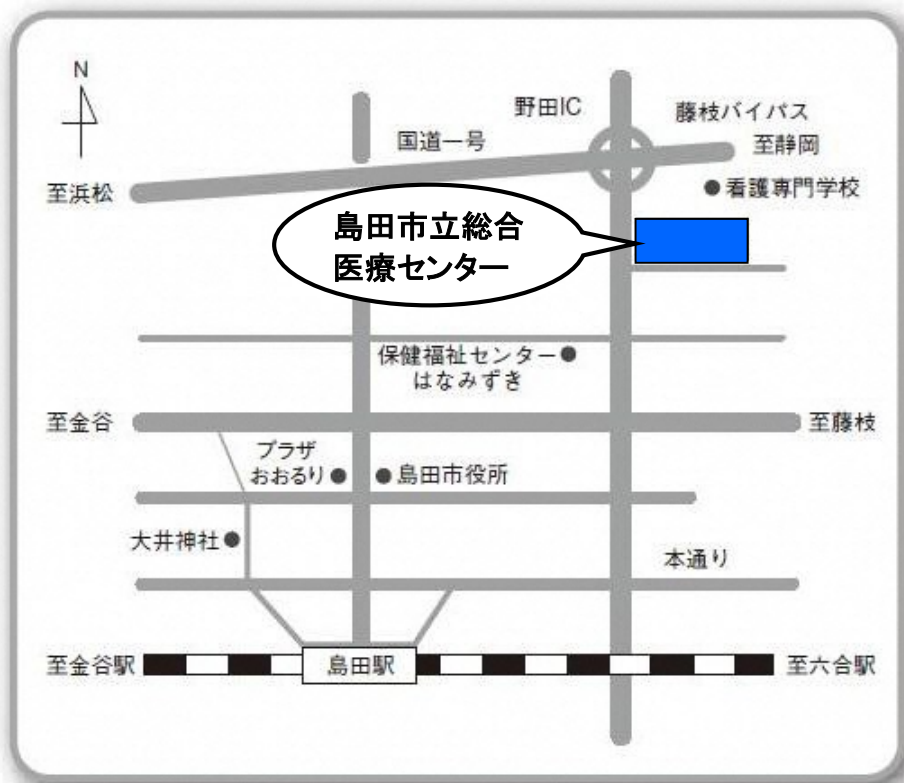 N
野田IC
藤枝バイパス
国道一号
至静岡
至浜松
看護専門学校
島田市立総合
医療センター
保健福祉センター
はなみずき
至金谷
至藤枝
プラザ
おおるり
島田市役所
大井神社
本通り
至金谷駅
島田駅
至六合駅